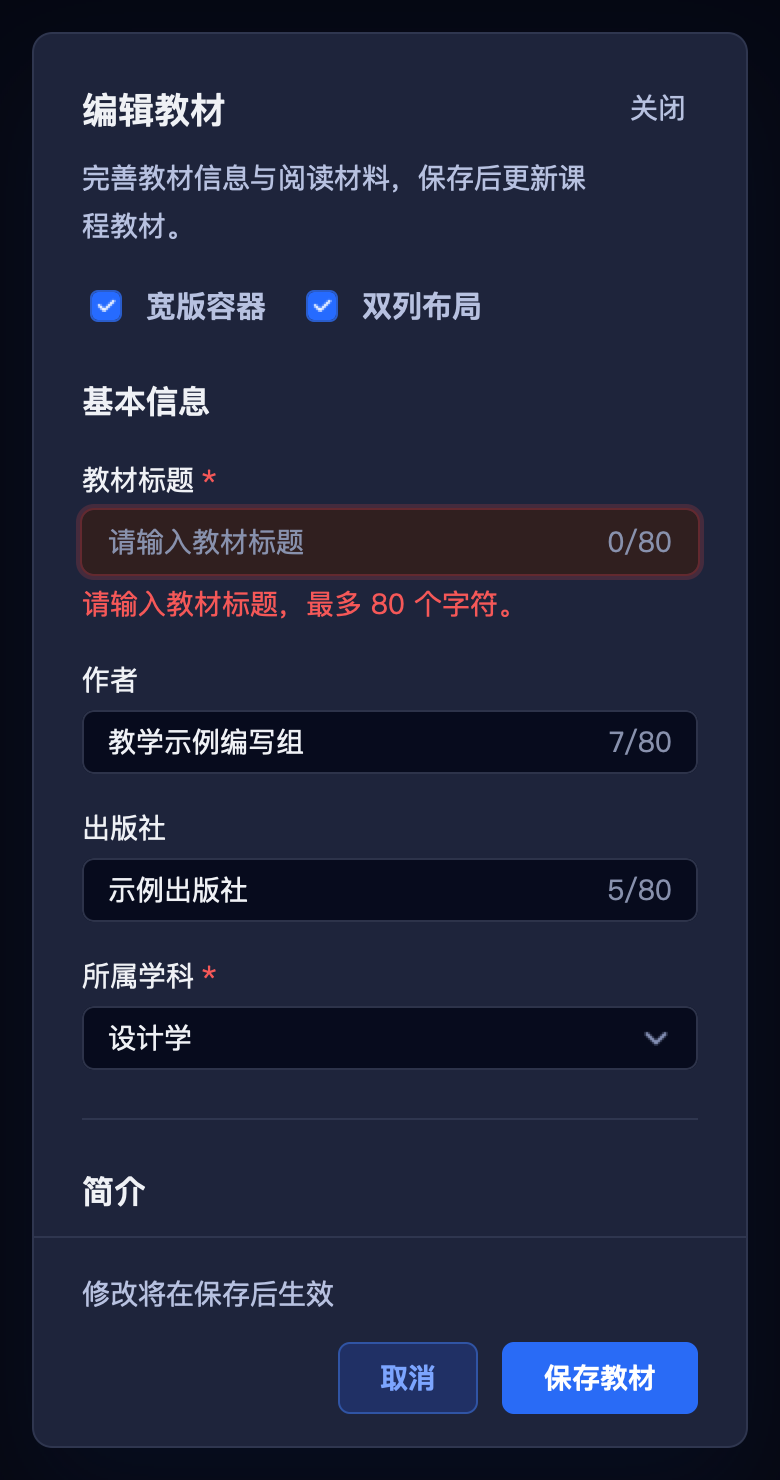 编辑教材
关闭
完善教材信息与阅读材料，保存后更新课
程教材。
宽版容器
双列布局
基本信息
教材标题 *
请输入教材标题 0/80
请输入教材标题，最多 80 个字符。
作者
教学示例编写组 7/80
出版社
示例出版社 5/80
所属学科 *
设计学
简介
修改将在保存后生效
取消
保存教材